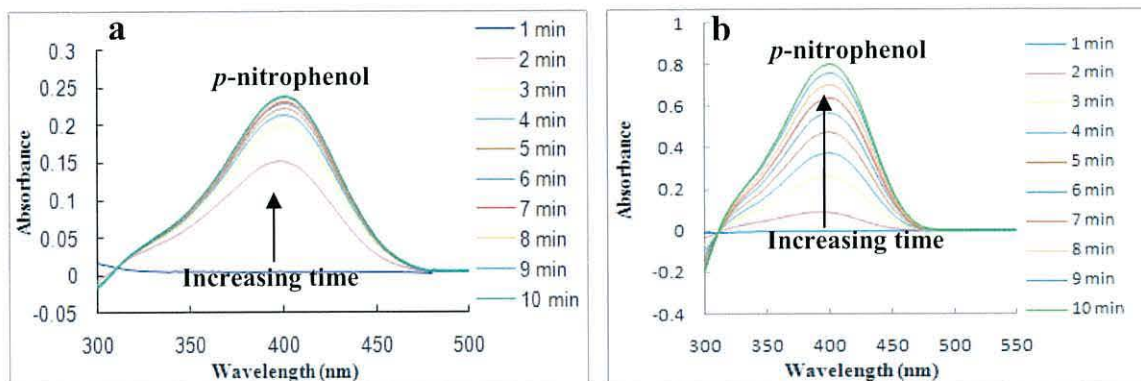 a
0.3
0.25
0.2
0.15
0.1
0.05
0
-0.05
Absorbance
p-nitrophenol
Increasing time
300 350 400 450 500
Wavelength (nm)
1 min
2 min
3 min
4 min
5 min
6 min
7 min
8 min
9 min
10 min
b
1
0.8
0.6
0.4
0.2
0
-0.2
-0.4
Absorbance
p-nitrophenol
Increasing time
300 350 400 450 500 550
Wavelength (nm)
1 min
2 min
3 min
4 min
5 min
6 min
7 min
8 min
9 min
10 min